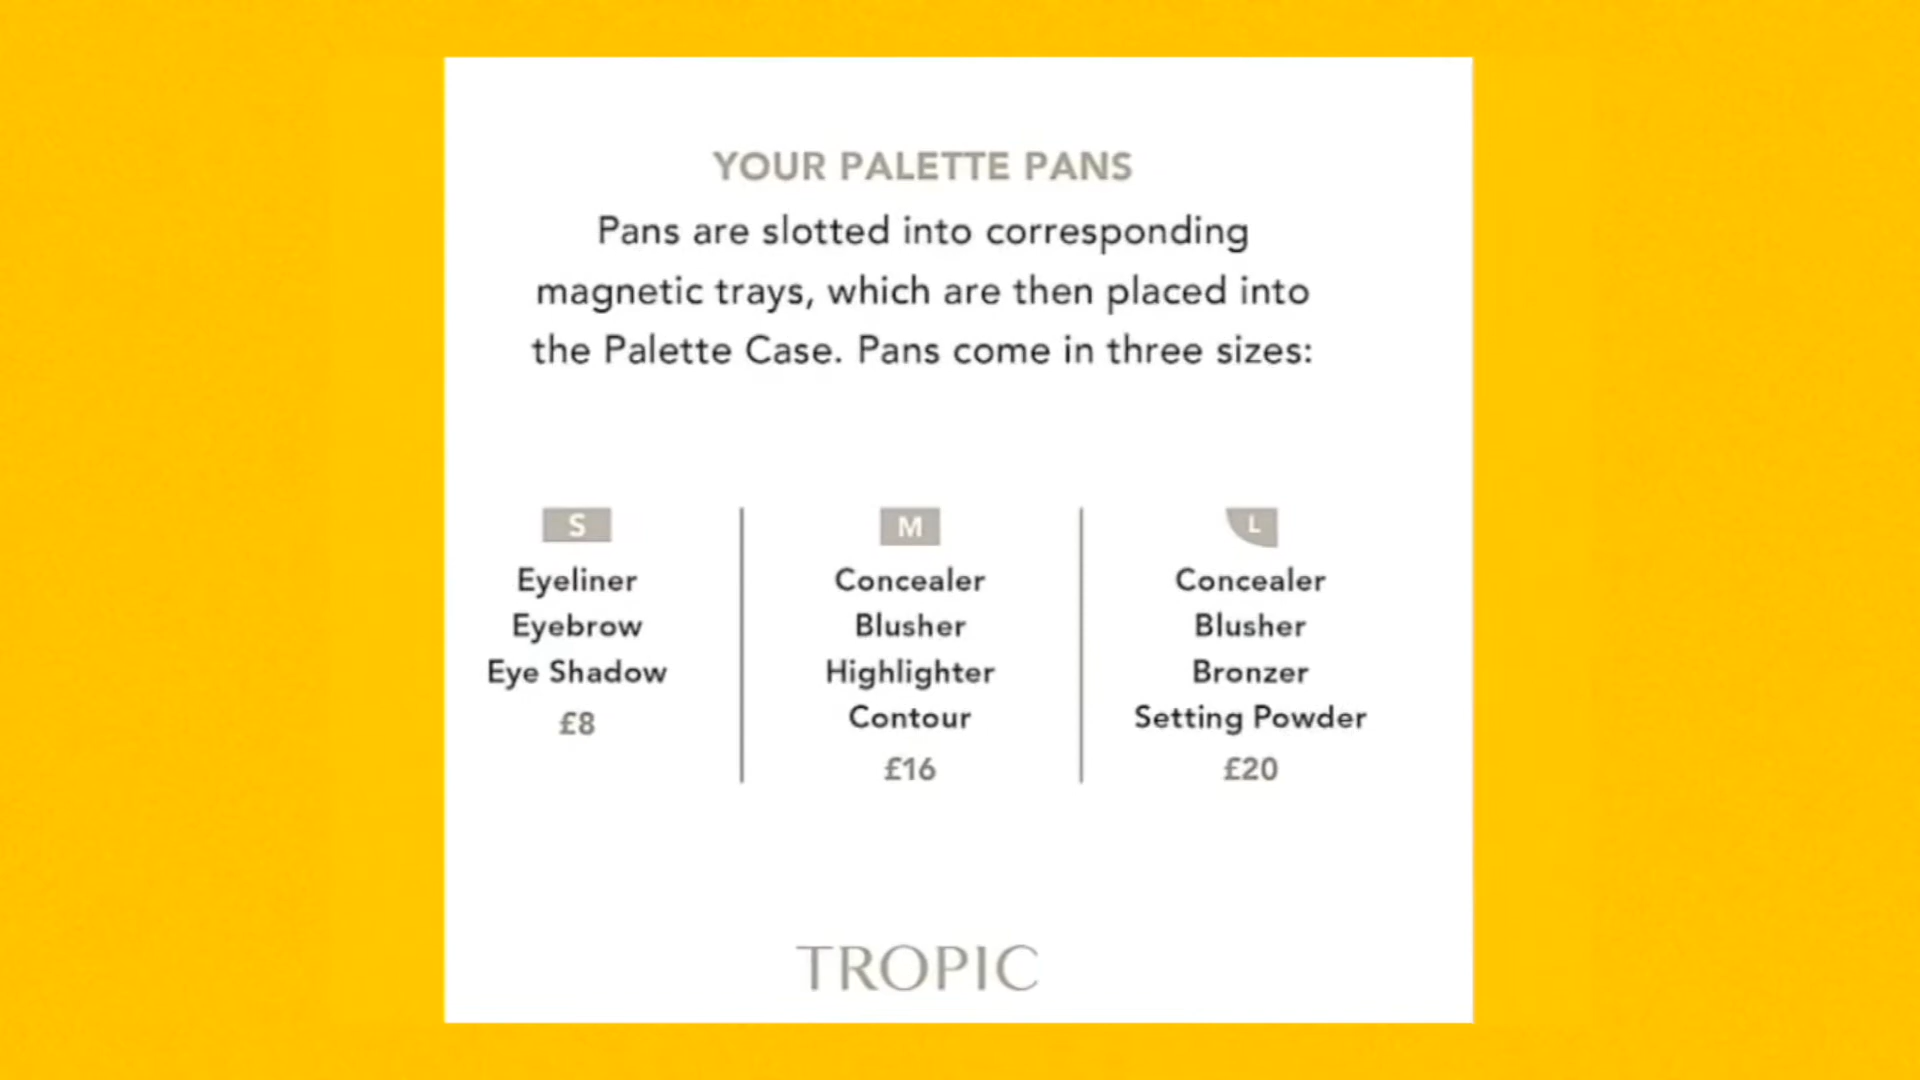 YOUR PALETTE PANS
Pans are slotted into corresponding
magnetic trays, which are then placed into
the Palette Case. Pans come in three sizes:
S
Eyeliner
Eyebrow
Eye Shadow
£8
M
Concealer
Blusher
Highlighter
Contour
£16
L
Concealer
Blusher
Bronzer
Setting Powder
£20
TROPIC